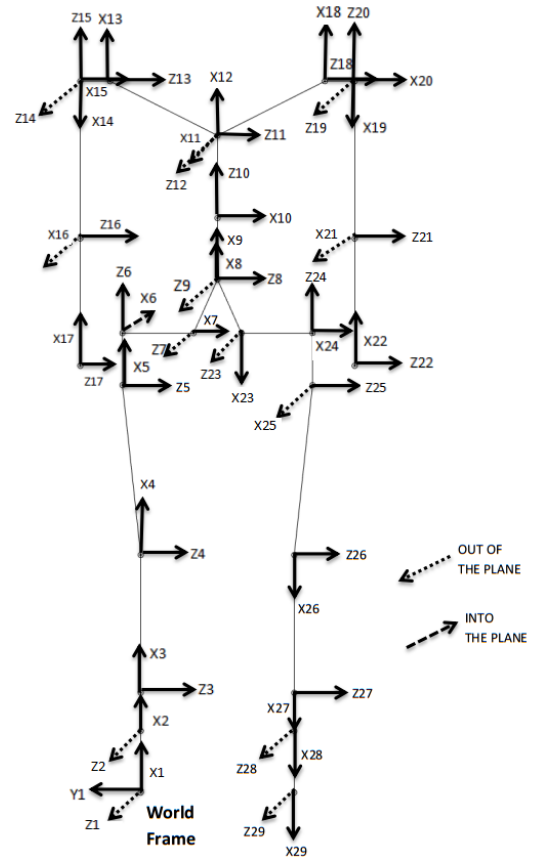 Z15 X13 X18 Z20
Z13 Z18 X20
X15
X12
Z14 X14 Z19 X19
X11 Z11
Z12 Z10
X16 Z16 X10 X21 Z21
X9
Z6 X8 Z8 Z24
X6 Z9
X7
X17 Z7 X24 X22
Z17 X5 Z5 Z23 Z22
X23 Z25
X25
X4
Z4 Z26
OUT OF
THE PLANE
X26
INTO
THE PLANE
X3
Z3 Z27
X2 X27
Z2 X1 Z28 X28
Y1
Z1 World Z29
Frame
X29